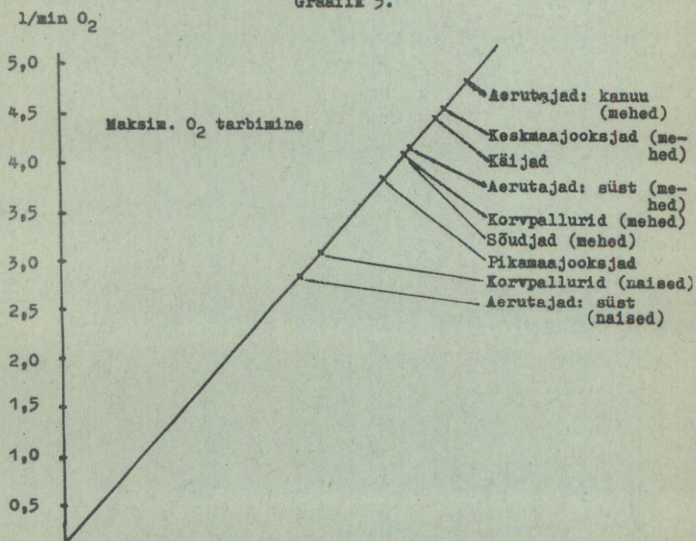 Graafik 5.
l/min O2
5,0
4,5
4,0
3,5
3,0
2,5
2,0
1,5
1,0
0,5
Maksim. O2 tarbimine
Aerutajad: kanuu
(mehed)
Keskmaajooksjad (me-
hed)
Käijad
Aerutajad: süst (me-
hed)
Korvpallurid (mehed)
Sõudjad (mehed)
Pikamaajooksjad
Korvpallurid (naised)
Aerutajad: süst
(naised)